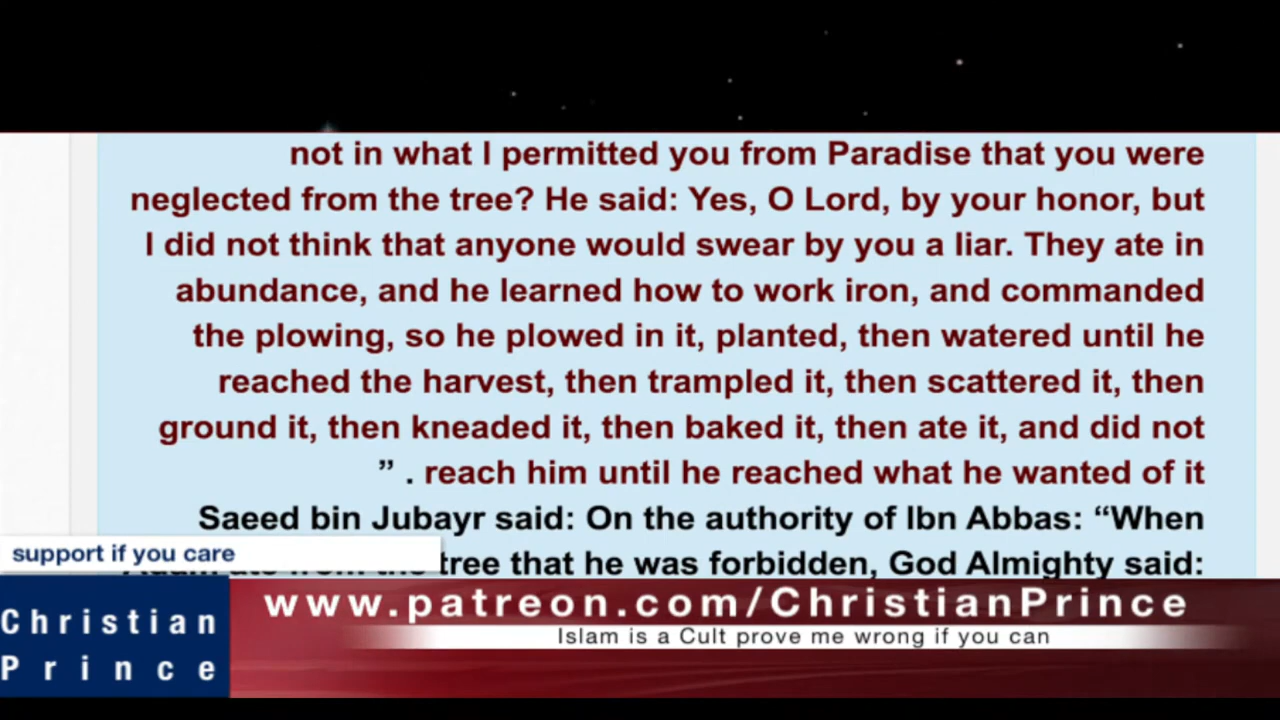 not in what I permitted you from Paradise that you were
neglected from the tree? He said: Yes, O Lord, by your honor, but
I did not think that anyone would swear by you a liar. They ate in
abundance, and he learned how to work iron, and commanded
the plowing, so he plowed in it, planted, then watered until he
reached the harvest, then trampled it, then scattered it, then
ground it, then kneaded it, then baked it, then ate it, and did not
” . reach him until he reached what he wanted of it
Saeed bin Jubayr said: On the authority of Ibn Abbas: “When
tree that he was forbidden, God Almighty said:
support if you care
Christian
Prince
www.patreon.com/ChristianPrince
Islam is a Cult prove me wrong if you can